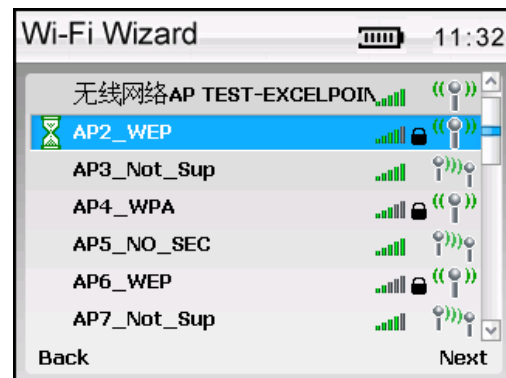 Wi-Fi Wizard 11:32
无线网络AP TEST-EXCELPOIN
AP2_WEP
AP3_Not_Sup
AP4_WPA
AP5_NO_SEC
AP6_WEP
AP7_Not_Sup
Back Next